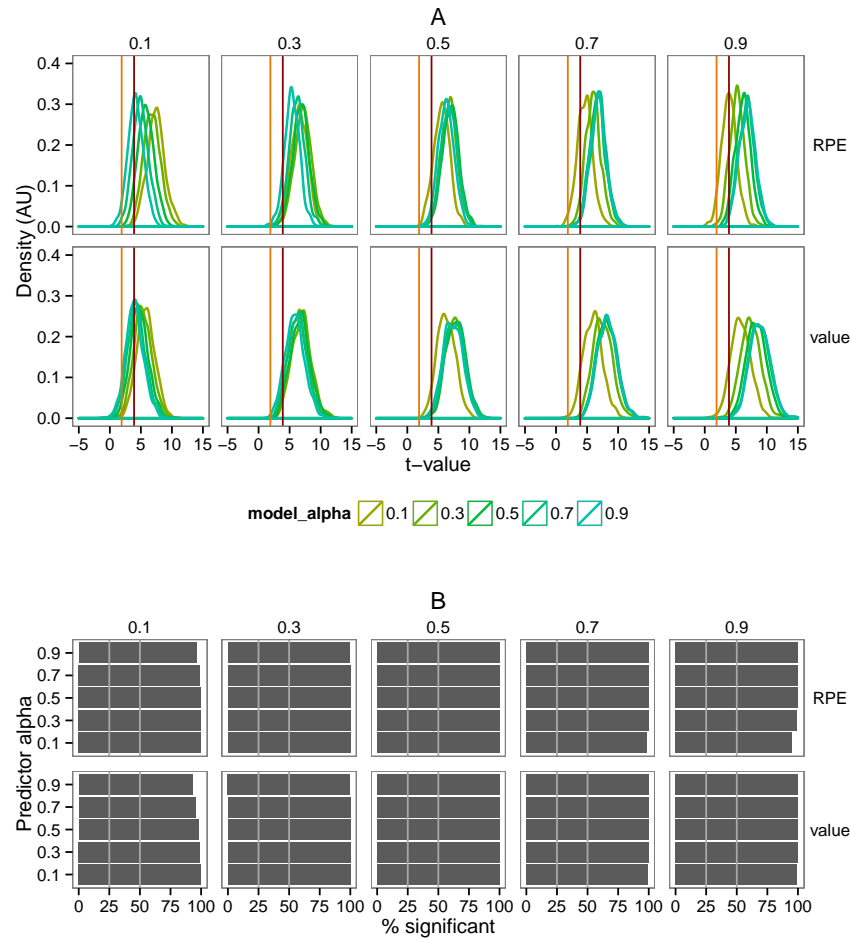 A
0.1 0.3 0.5 0.7 0.9
0.4
0.3
0.2
0.1
0.0
RPE
Density (AU)
0.4
0.3
0.2
0.1
0.0
value
−5 0 5 10 15 −5 0 5 10 15 −5 0 5 10 15 −5 0 5 10 15 −5 0 5 10 15
t−value
model_alpha 0.1 0.3 0.5 0.7 0.9
B
0.1 0.3 0.5 0.7 0.9
0.9
0.7
0.5
0.3
0.1
RPE
Predictor alpha
0.9
0.7
0.5
0.3
0.1
value
0 25 50 75 100 0 25 50 75 100 0 25 50 75 100 0 25 50 75 100 0 25 50 75 100
% significant